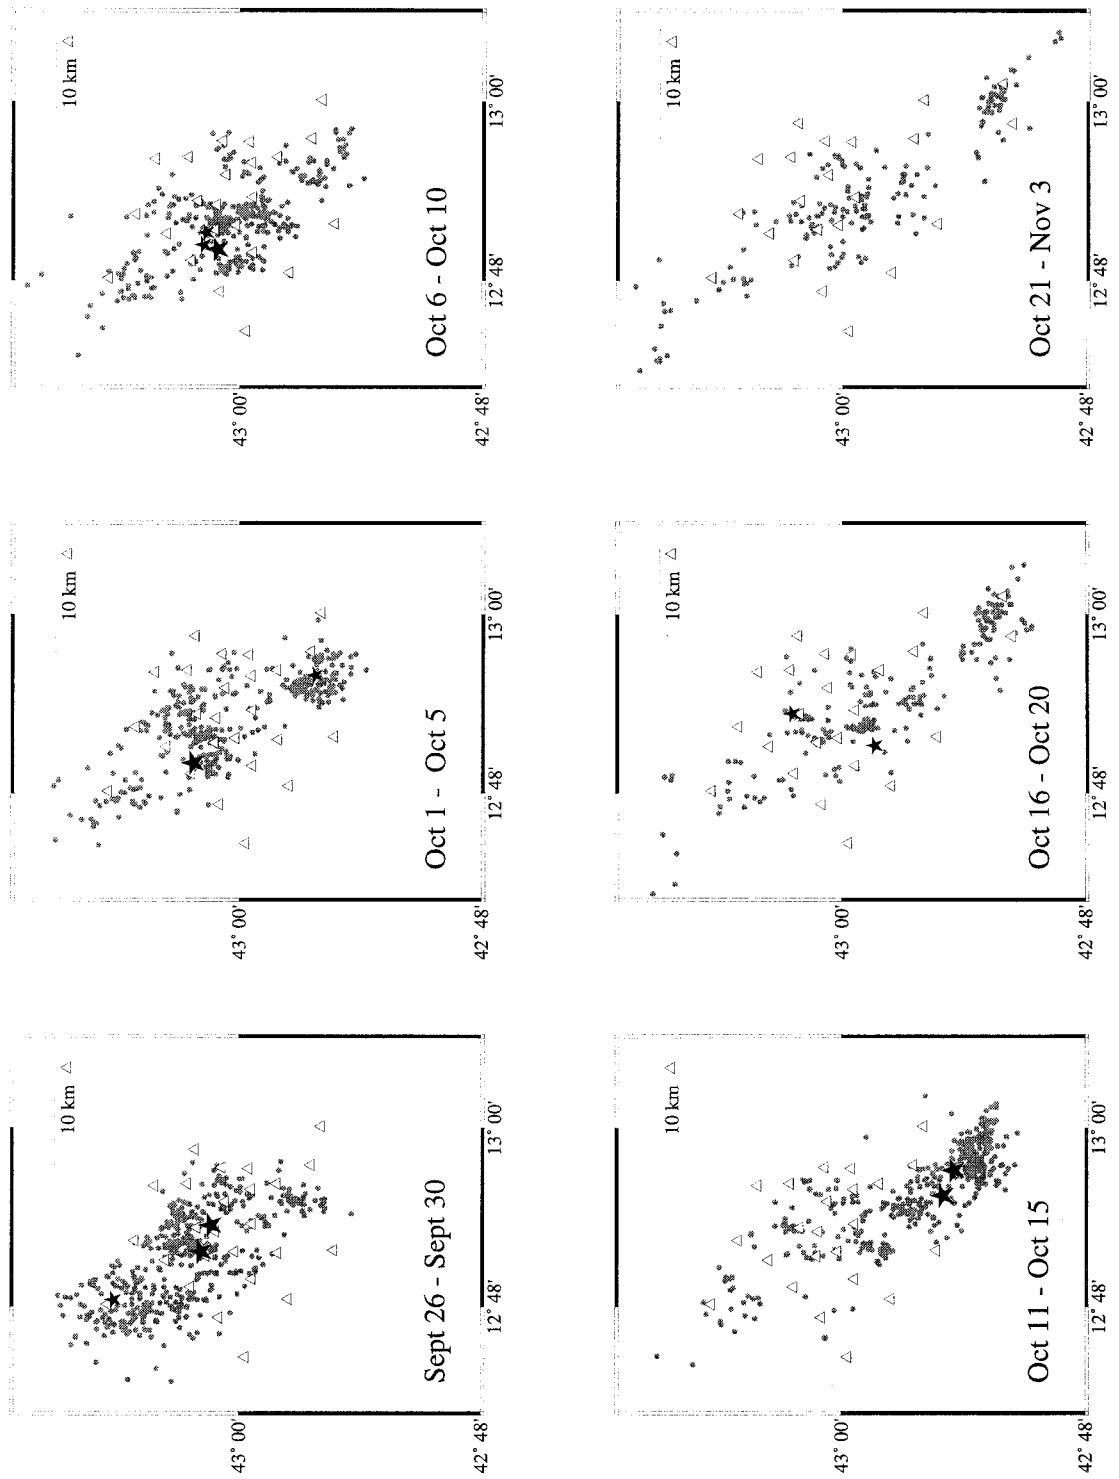 10 km
43° 00'
42° 48'
12° 48'
13° 00'
Sept 26 - Sept 30
10 km
43° 00'
42° 48'
12° 48'
13° 00'
Oct 1 - Oct 5
10 km
43° 00'
42° 48'
12° 48'
13° 00'
Oct 6 - Oct 10
10 km
43° 00'
42° 48'
12° 48'
13° 00'
Oct 11 - Oct 15
10 km
43° 00'
42° 48'
12° 48'
13° 00'
Oct 16 - Oct 20
10 km
43° 00'
42° 48'
12° 48'
13° 00'
Oct 21 - Nov 3